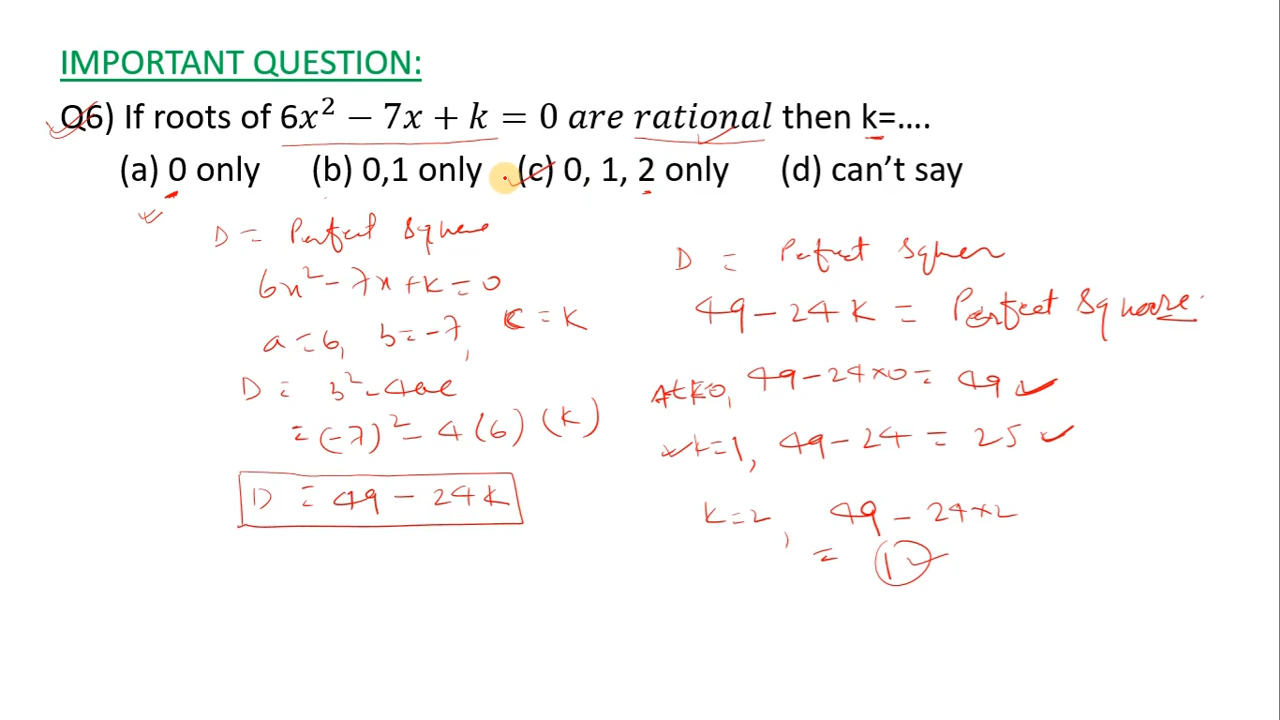 IMPORTANT QUESTION:
Q6) If roots of 6x² − 7x + k = 0 are rational then k=....
(a) 0 only (b) 0,1 only (c) 0, 1, 2 only (d) can’t say
D = Perfect Square
6x² − 7x + k = 0
a = 6, b = −7, c = k
D = b² − 4ac
= (−7)² − 4 (6) (k)
D = 49 − 24k
D = Perfect Square
49 − 24k = Perfect Square
At k=0, 49 − 24×0 = 49 ✓
k=1, 49 − 24 = 25 ✓
k=2, 49 − 24×2
= 1 ✓